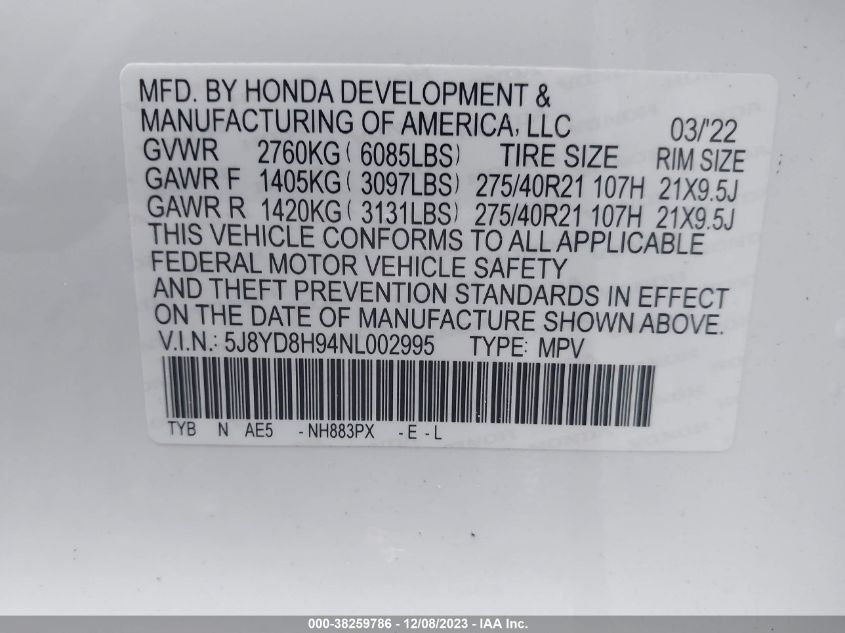 MFD. BY HONDA DEVELOPMENT &
MANUFACTURING OF AMERICA, LLC 03/'22
GVWR 2760KG ( 6085LBS) TIRE SIZE RIM SIZE
GAWR F 1405KG ( 3097LBS) 275/40R21 107H 21X9.5J
GAWR R 1420KG ( 3131LBS) 275/40R21 107H 21X9.5J
THIS VEHICLE CONFORMS TO ALL APPLICABLE
FEDERAL MOTOR VEHICLE SAFETY
AND THEFT PREVENTION STANDARDS IN EFFECT
ON THE DATE OF MANUFACTURE SHOWN ABOVE.
V.I.N.: 5J8YD8H94NL002995 TYPE: MPV
TYB N AE5 -NH883PX -E -L
000-38259786 - 12/08/2023 - IAA Inc.